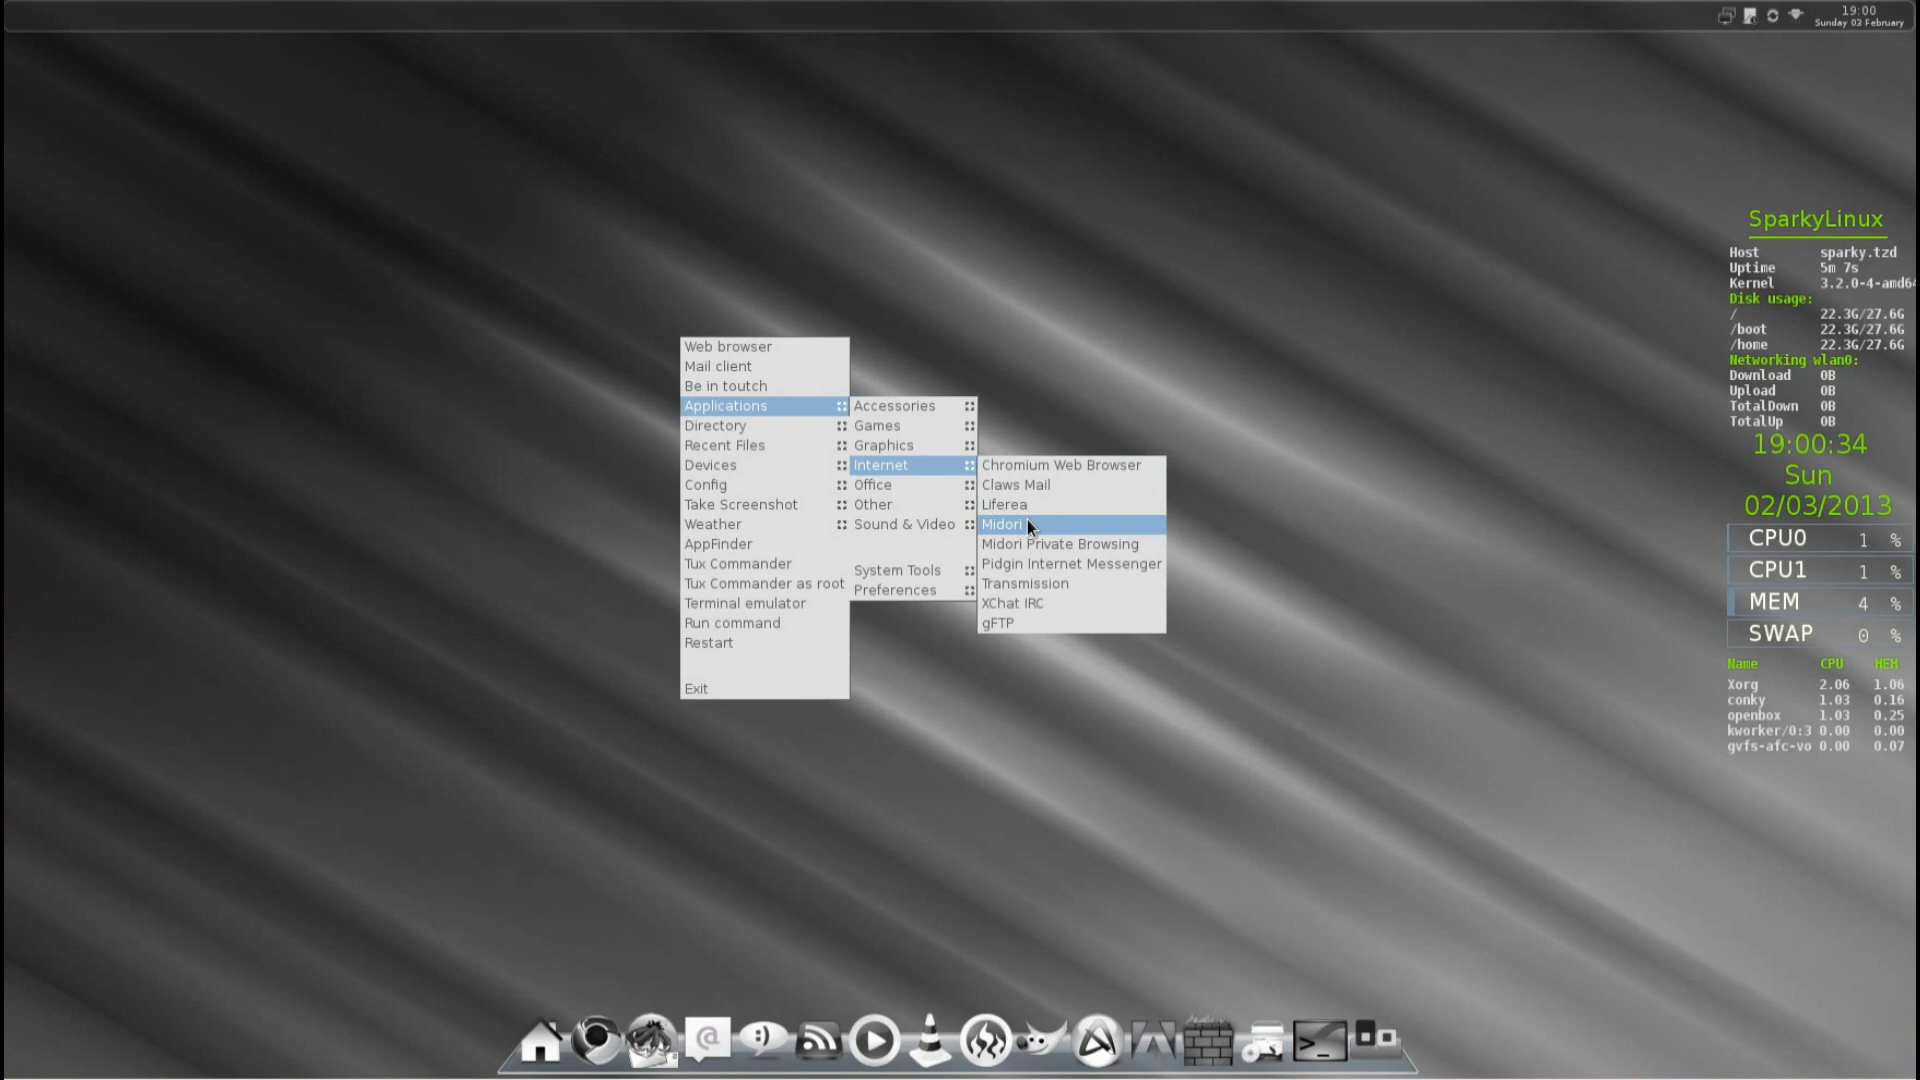 19:00
Sunday 03 February
SparkyLinux
Host sparky.tzd
Uptime 5m 7s
Kernel 3.2.0-4-amd64
Disk usage:
/ 22.3G/27.6G
/boot 22.3G/27.6G
/home 22.3G/27.6G
Networking wlan0:
Download 0B
Upload 0B
TotalDown 0B
TotalUp 0B
19:00:34
Sun
02/03/2013
CPU0 1 %
CPU1 1 %
MEM 4 %
SWAP 0 %
Name CPU MEM
Xorg 2.06 1.06
conky 1.03 0.16
openbox 1.03 0.25
kworker/0:3 0.00 0.00
gvfs-afc-vo 0.00 0.07
Web browser
Mail client
Be in toutch
Applications
Directory
Recent Files
Devices
Config
Take Screenshot
Weather
AppFinder
Tux Commander
Tux Commander as root
Terminal emulator
Run command
Restart
Exit
Accessories
Games
Graphics
Internet
Office
Other
Sound & Video
System Tools
Preferences
Chromium Web Browser
Claws Mail
Liferea
Midori
Midori Private Browsing
Pidgin Internet Messenger
Transmission
XChat IRC
gFTP
@
:)
>_